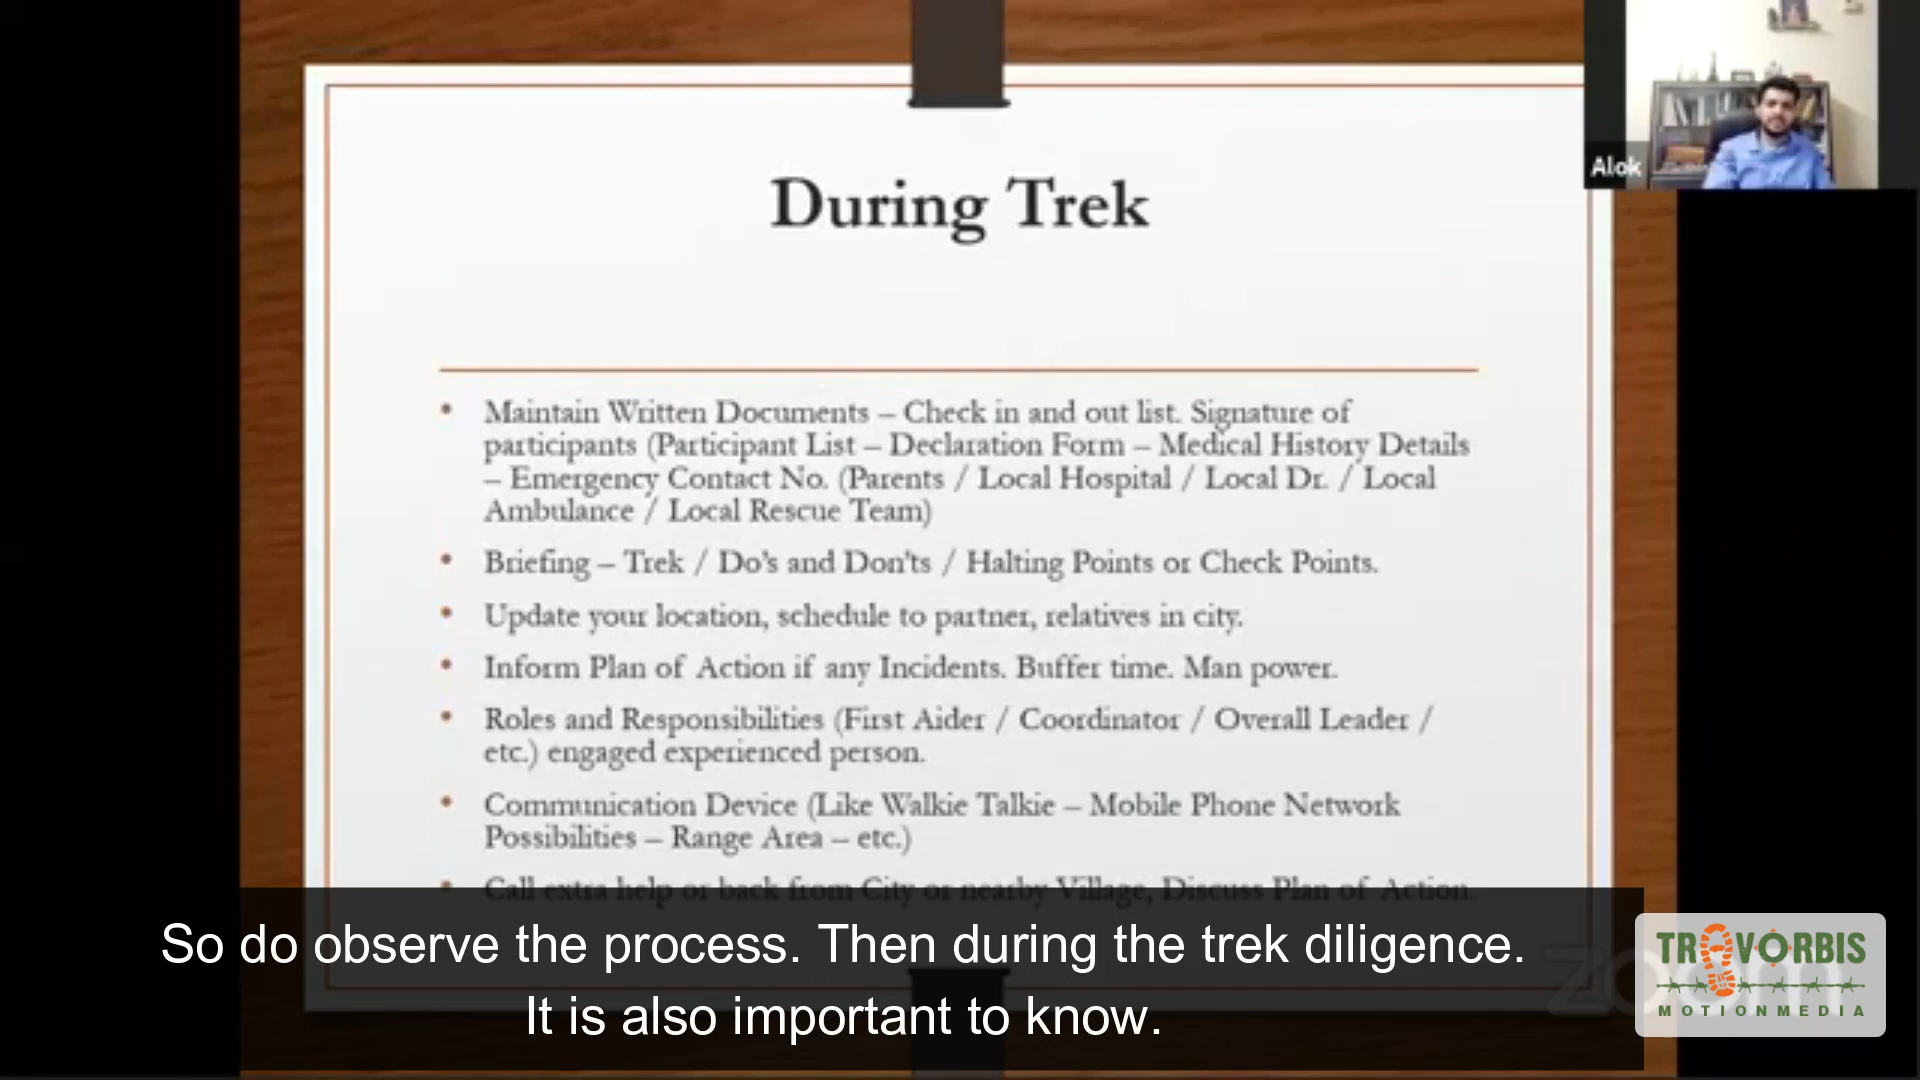 Alok
During Trek
• Maintain Written Documents – Check in and out list. Signature of
participants (Participant List – Declaration Form – Medical History Details
– Emergency Contact No. (Parents / Local Hospital / Local Dr. / Local
Ambulance / Local Rescue Team)
• Briefing – Trek / Do's and Don'ts / Halting Points or Check Points.
• Update your location, schedule to partner, relatives in city.
• Inform Plan of Action if any Incidents. Buffer time. Man power.
• Roles and Responsibilities (First Aider / Coordinator / Overall Leader /
etc.) engaged experienced person.
• Communication Device (Like Walkie Talkie – Mobile Phone Network
Possibilities – Range Area – etc.)
• Call extra help or back from City or nearby Village, Discuss Plan of Action.
So do observe the process. Then during the trek diligence.
It is also important to know.
zoom
TRAVORBIS
MOTIONMEDIA